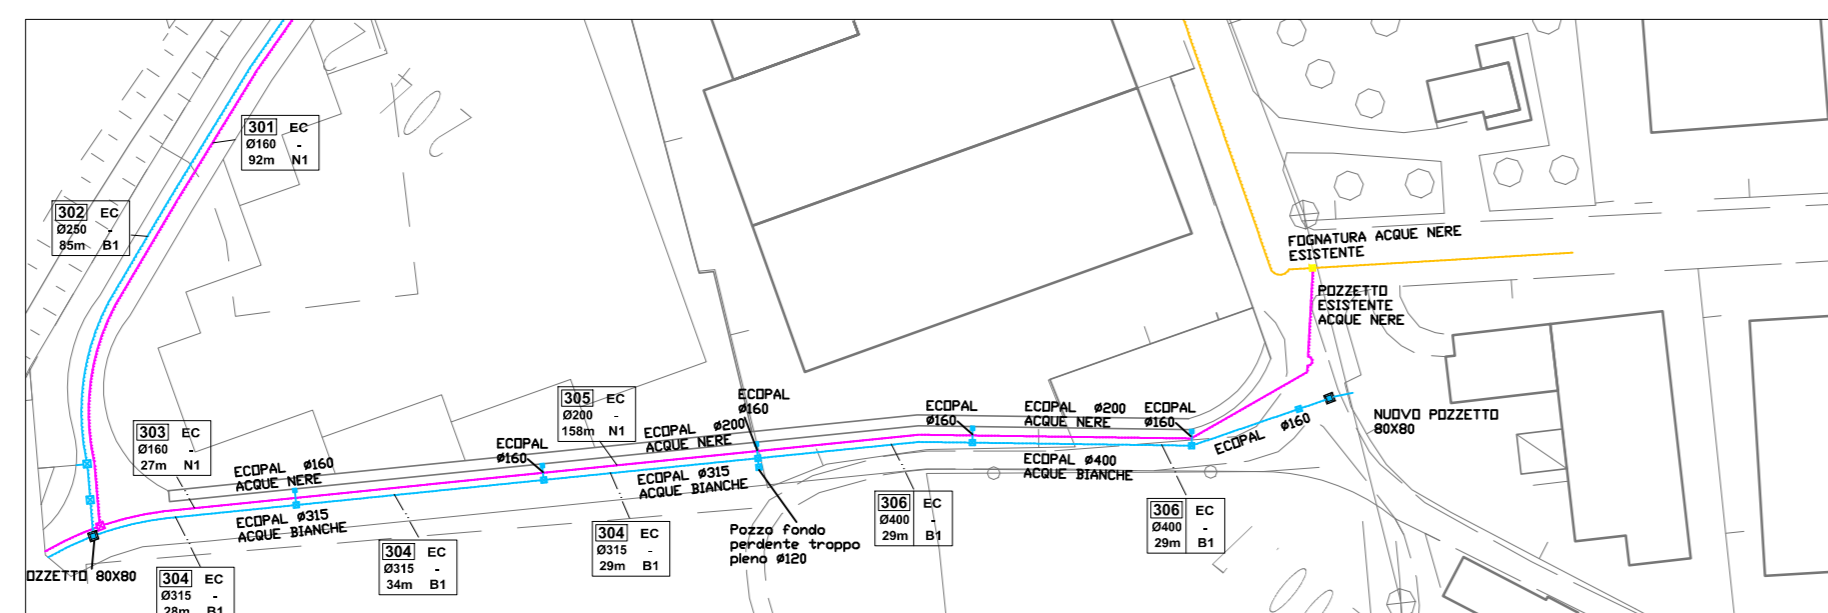 301 EC
Ø160 -
92m N1
302 EC
Ø250 -
85m B1
FOGNATURA ACQUE NERE
ESISTENTE
POZZETTO
ESISTENTE
ACQUE NERE
305 EC
Ø200 -
158m N1
ECOPAL
Ø160
ECOPAL
Ø160
ECOPAL Ø200
ACQUE NERE
ECOPAL
Ø160
NUOVO POZZETTO
80X80
303 EC
Ø160 -
27m N1
ECOPAL Ø160
ACQUE NERE
ECOPAL
Ø160
ECOPAL Ø200
ACQUE NERE
ECOPAL Ø160
ECOPAL Ø315
ACQUE BIANCHE
ECOPAL Ø400
ACQUE BIANCHE
ECOPAL Ø315
ACQUE BIANCHE
306 EC
Ø400 -
29m B1
306 EC
Ø400 -
29m B1
304 EC
Ø315 -
29m B1
Pozzo fondo
perdente troppo
pieno Ø120
304 EC
Ø315 -
34m B1
OZZETTO 80X80
304 EC
Ø315 -
28m B1